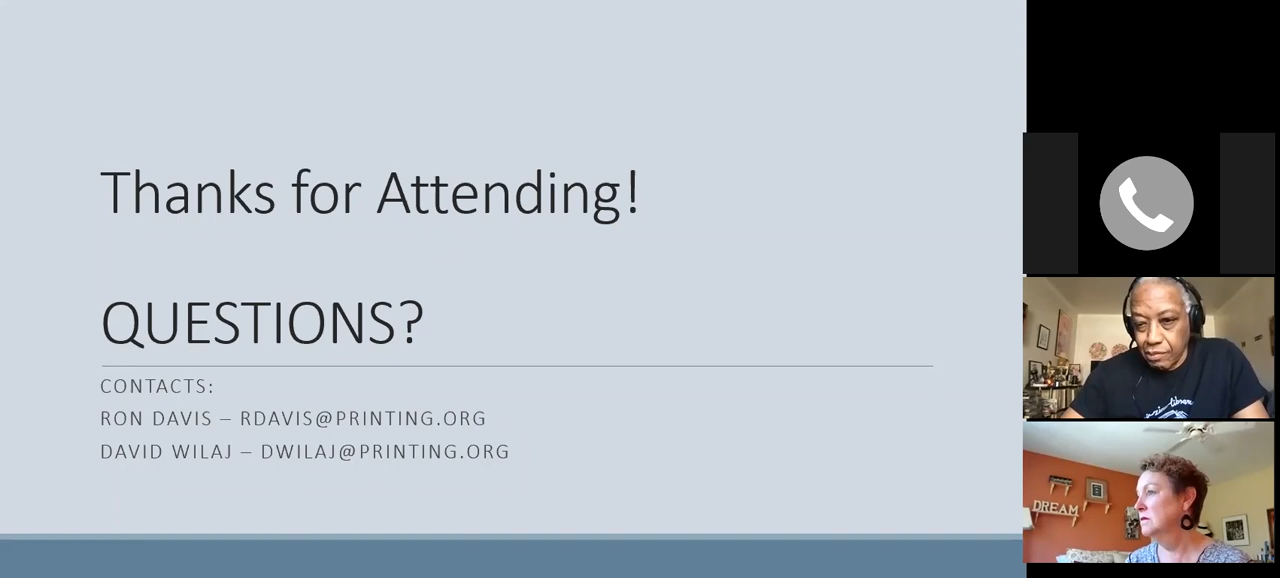 Thanks for Attending!
QUESTIONS?
CONTACTS:
RON DAVIS – RDAVIS@PRINTING.ORG
DAVID WILAJ – DWILAJ@PRINTING.ORG
DREAM